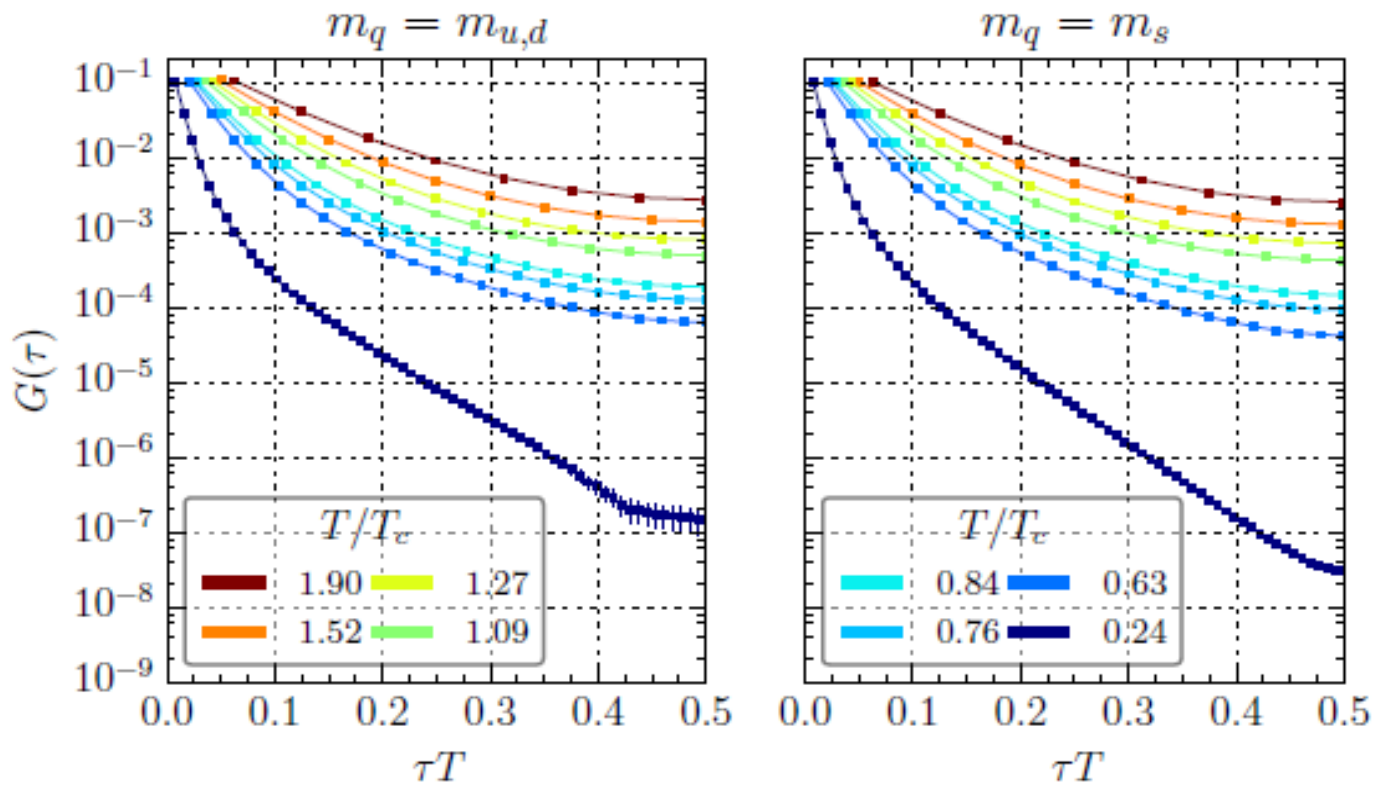 m_q = m_{u,d}
m_q = m_s
G(τ)
10^{-1}
10^{-2}
10^{-3}
10^{-4}
10^{-5}
10^{-6}
10^{-7}
10^{-8}
10^{-9}
T/T_c
1.90 1.27
1.52 1.09
T/T_c
0.84 0.63
0.76 0.24
0.0 0.1 0.2 0.3 0.4 0.5
0.0 0.1 0.2 0.3 0.4 0.5
τT
τT